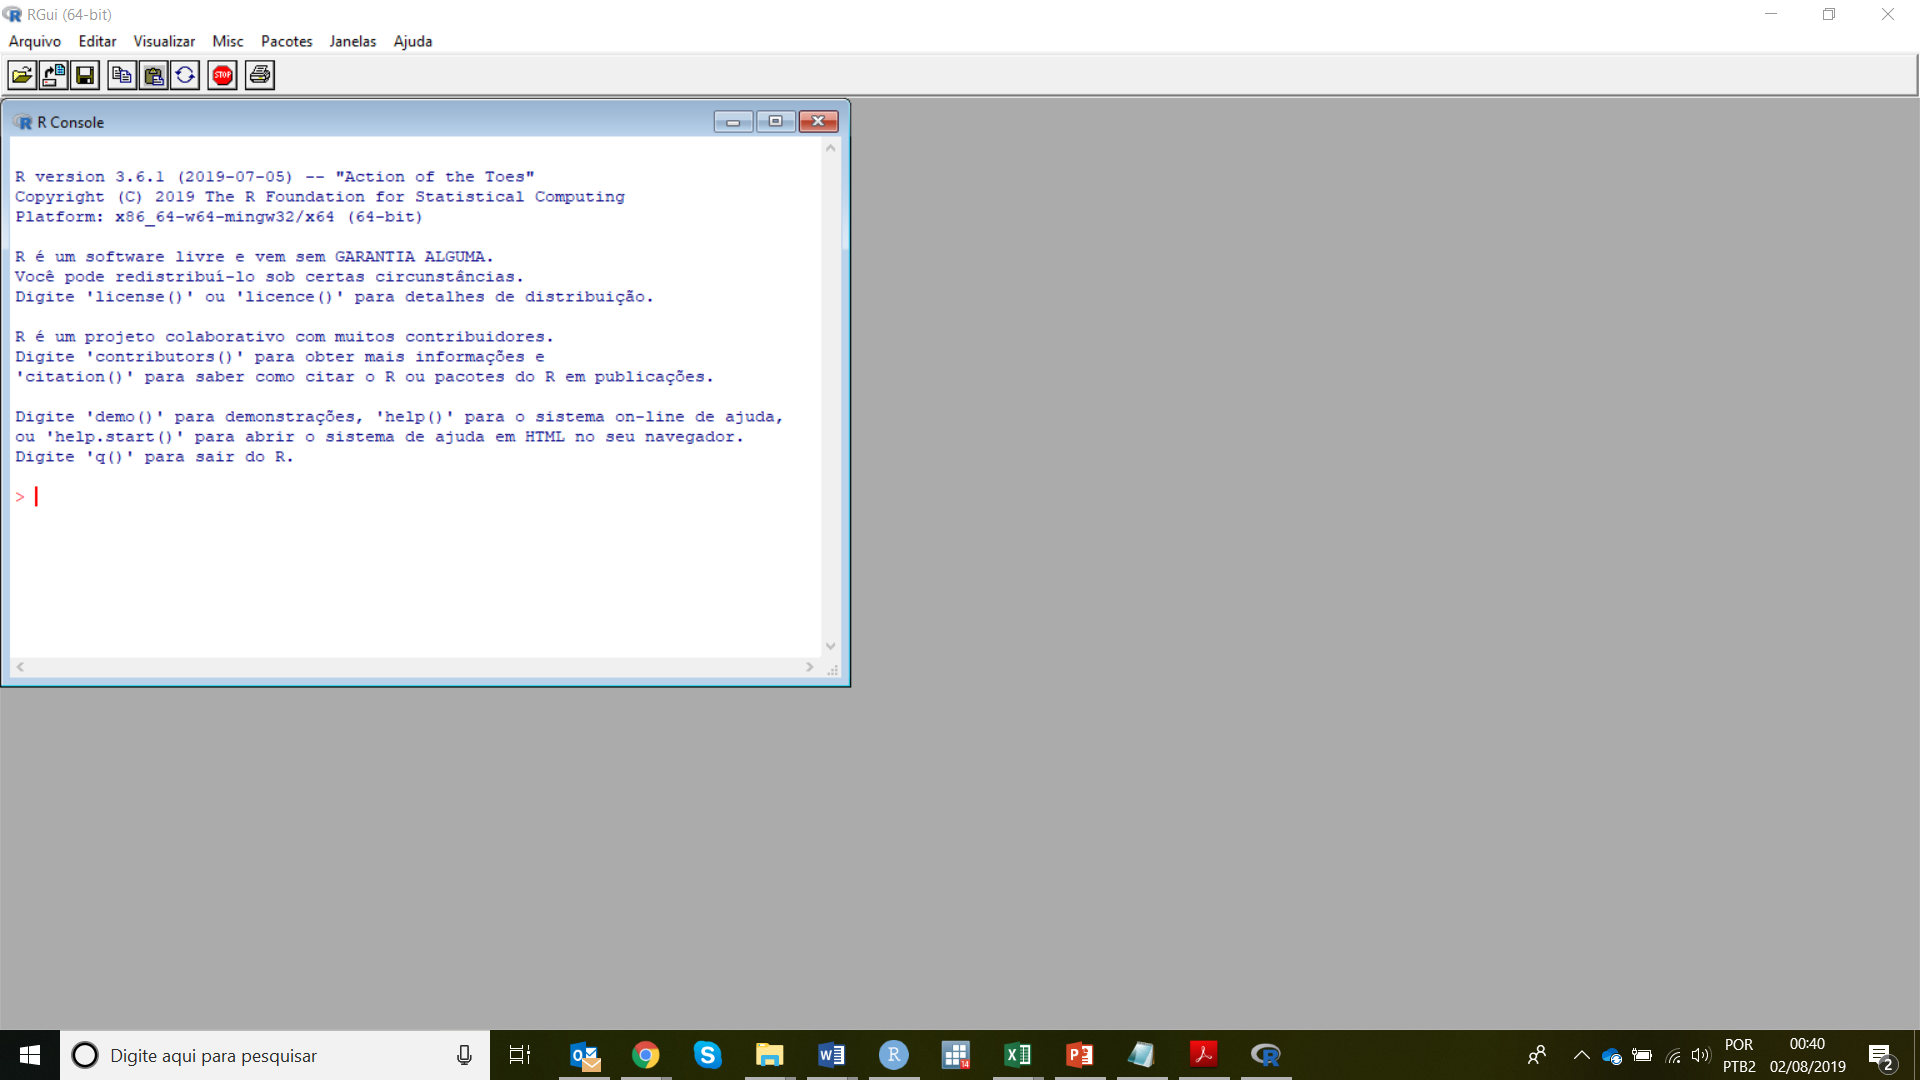 RGui (64-bit)
Arquivo Editar Visualizar Misc Pacotes Janelas Ajuda
STOP
R Console
R version 3.6.1 (2019-07-05) -- "Action of the Toes"
Copyright (C) 2019 The R Foundation for Statistical Computing
Platform: x86_64-w64-mingw32/x64 (64-bit)
R é um software livre e vem sem GARANTIA ALGUMA.
Você pode redistribuí-lo sob certas circunstâncias.
Digite 'license()' ou 'licence()' para detalhes de distribuição.
R é um projeto colaborativo com muitos contribuidores.
Digite 'contributors()' para obter mais informações e
'citation()' para saber como citar o R ou pacotes do R em publicações.
Digite 'demo()' para demonstrações, 'help()' para o sistema on-line de ajuda,
ou 'help.start()' para abrir o sistema de ajuda em HTML no seu navegador.
Digite 'q()' para sair do R.
>
Digite aqui para pesquisar
14
POR 00:40
PTB2 02/08/2019
2